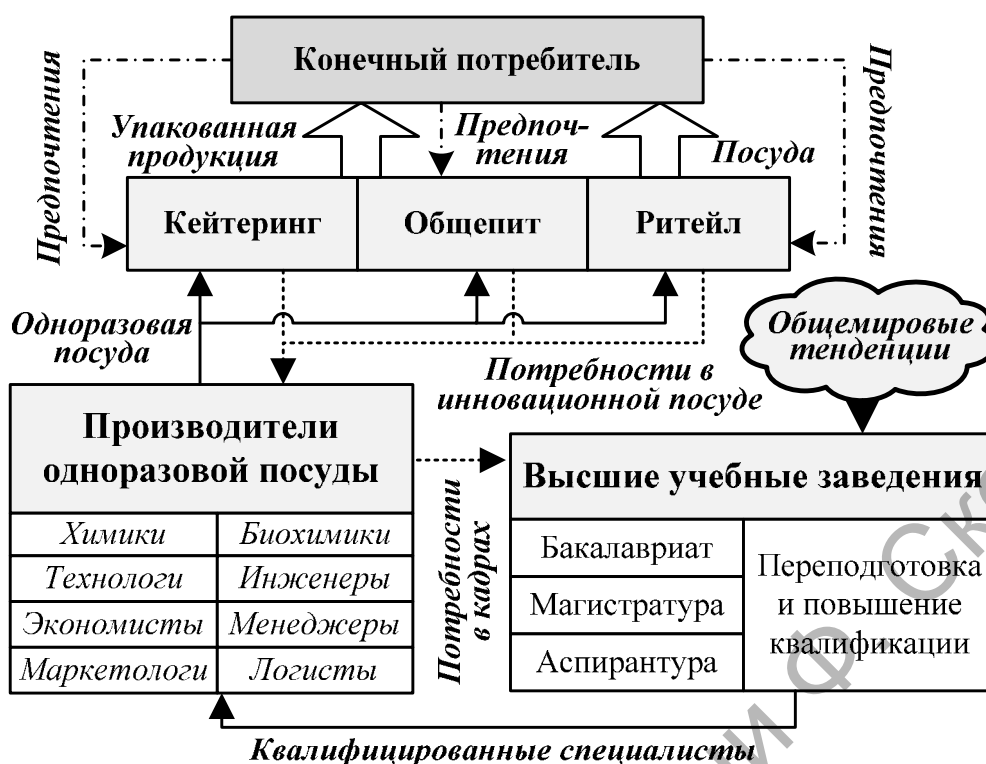 Конечный потребитель
Предпочтения
Упакованная
продукция
Предпоч-
тения
Посуда
Предпочтения
Кейтеринг
Общепит
Ритейл
Одноразовая
посуда
Общемировые
тенденции
Потребности в
инновационной посуде
Производители
одноразовой посуды
Высшие учебные заведения
Потребности
в кадрах
Химики
Биохимики
Технологи
Инженеры
Экономисты
Менеджеры
Маркетологи
Логисты
Бакалавриат
Магистратура
Аспирантура
Переподготовка
и повышение
квалификации
Квалифицированные специалисты